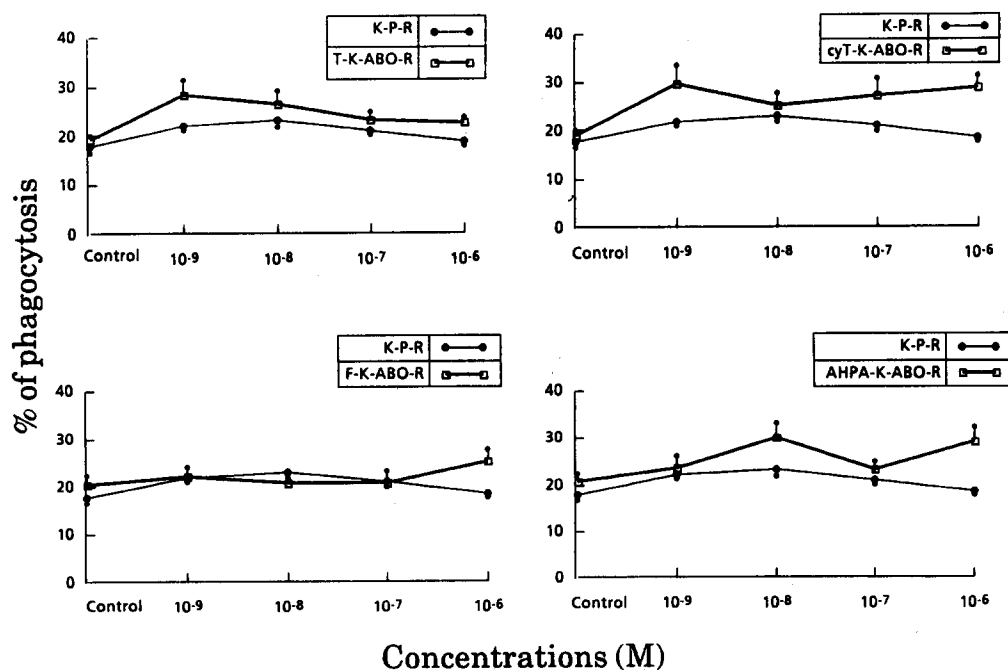 % of phagocytosis
K-P-R
T-K-ABO-R
40
30
20
10
0
Control 10-9 10-8 10-7 10-6
K-P-R
cyT-K-ABO-R
40
30
20
10
0
Control 10-9 10-8 10-7 10-6
K-P-R
F-K-ABO-R
40
30
20
10
0
Control 10-9 10-8 10-7 10-6
K-P-R
AHPA-K-ABO-R
40
30
20
10
0
Control 10-9 10-8 10-7 10-6
Concentrations (M)